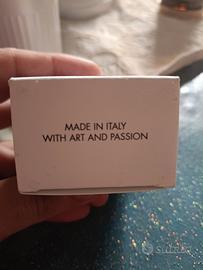 MADE IN ITALY
WITH ART AND PASSION